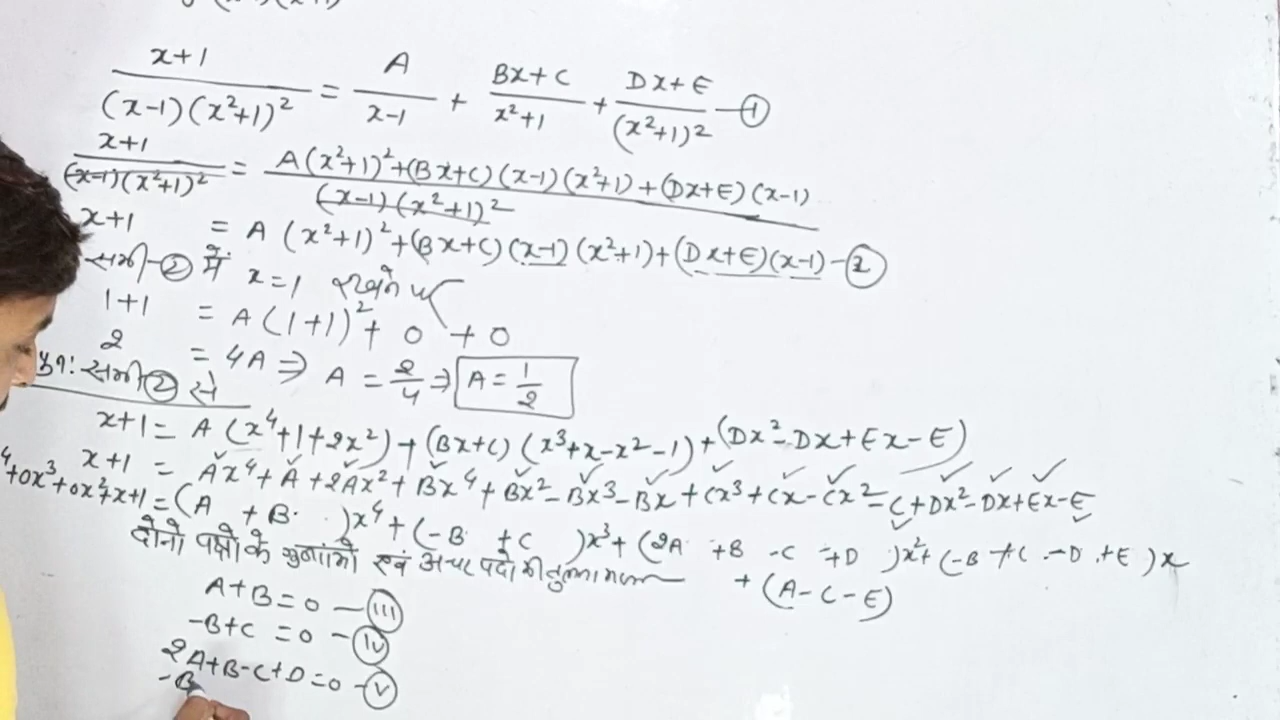 x+1/(x-1)(x²+1)² = A/x-1 + Bx+C/x²+1 + Dx+E/(x²+1)² - 1
x+1/(x-1)(x²+1)² = A(x²+1)²+(Bx+C)(x-1)(x²+1)+(Dx+E)(x-1)/(x-1)(x²+1)²
x+1 = A(x²+1)²+(Bx+C)(x-1)(x²+1)+(Dx+E)(x-1) - 2
समी-2 में x=1 रखने पर
1+1 = A(1+1)²+ 0 + 0
2 = 4A ⇒ A = 2/4 ⇒ A = 1/2
पुन: समी 2 से
x+1 = A(x⁴+1+2x²)+(Bx+C)(x³+x-x²-1)+(Dx²-Dx+Ex-E)
x+1 = Ax⁴+A+2Ax²+Bx⁴+Bx²-Bx³-Bx+Cx³+Cx-Cx²-C+Dx²-Dx+Ex-E
⁴+0x³+0x²+x+1=(A +B )x⁴+(-B +C )x³+(2A +B -C +D )x²+(-B +C -D +E )x
+(A-C-E)
दोनो पक्षो के गुणांको एवं अचर पदो की तुलना
A+B=0 - III
-B+C =0 - IV
2A+B-C+D=0 - V
-B